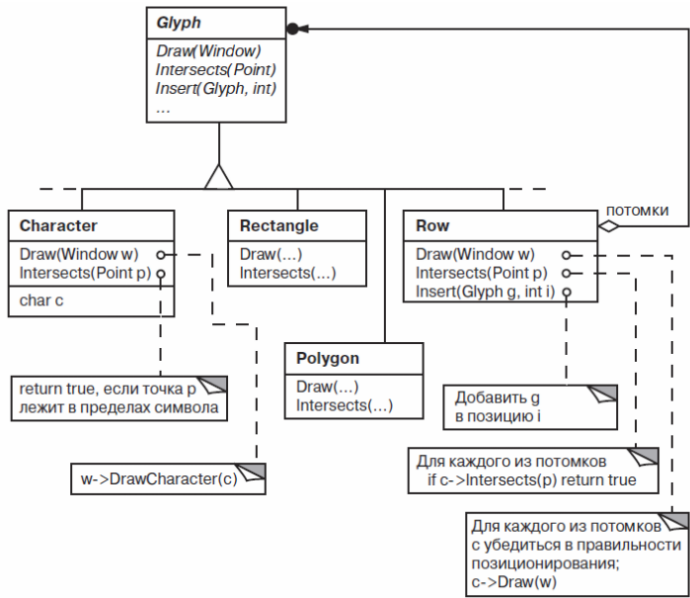 Glyph
Draw(Window)
Intersects(Point)
Insert(Glyph, int)
...
потомки
Character
Draw(Window w)
Intersects(Point p)
char c
Rectangle
Draw(...)
Intersects(...)
Row
Draw(Window w)
Intersects(Point p)
Insert(Glyph g, int i)
Polygon
Draw(...)
Intersects(...)
return true, если точка p
лежит в пределах символа
w->DrawCharacter(c)
Добавить g
в позицию i
Для каждого из потомков
if c->Intersects(p) return true
Для каждого из потомков
с убедиться в правильности
позиционирования;
c->Draw(w)